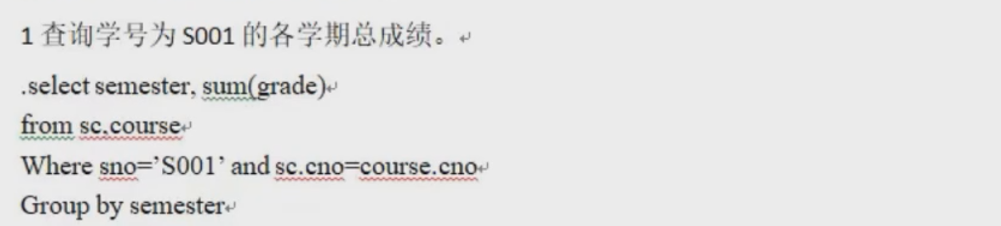 1 查询学号为 S001 的各学期总成绩。
.select semester, sum(grade)
from sc.course
Where sno=’S001’ and sc.cno=course.cno
Group by semester